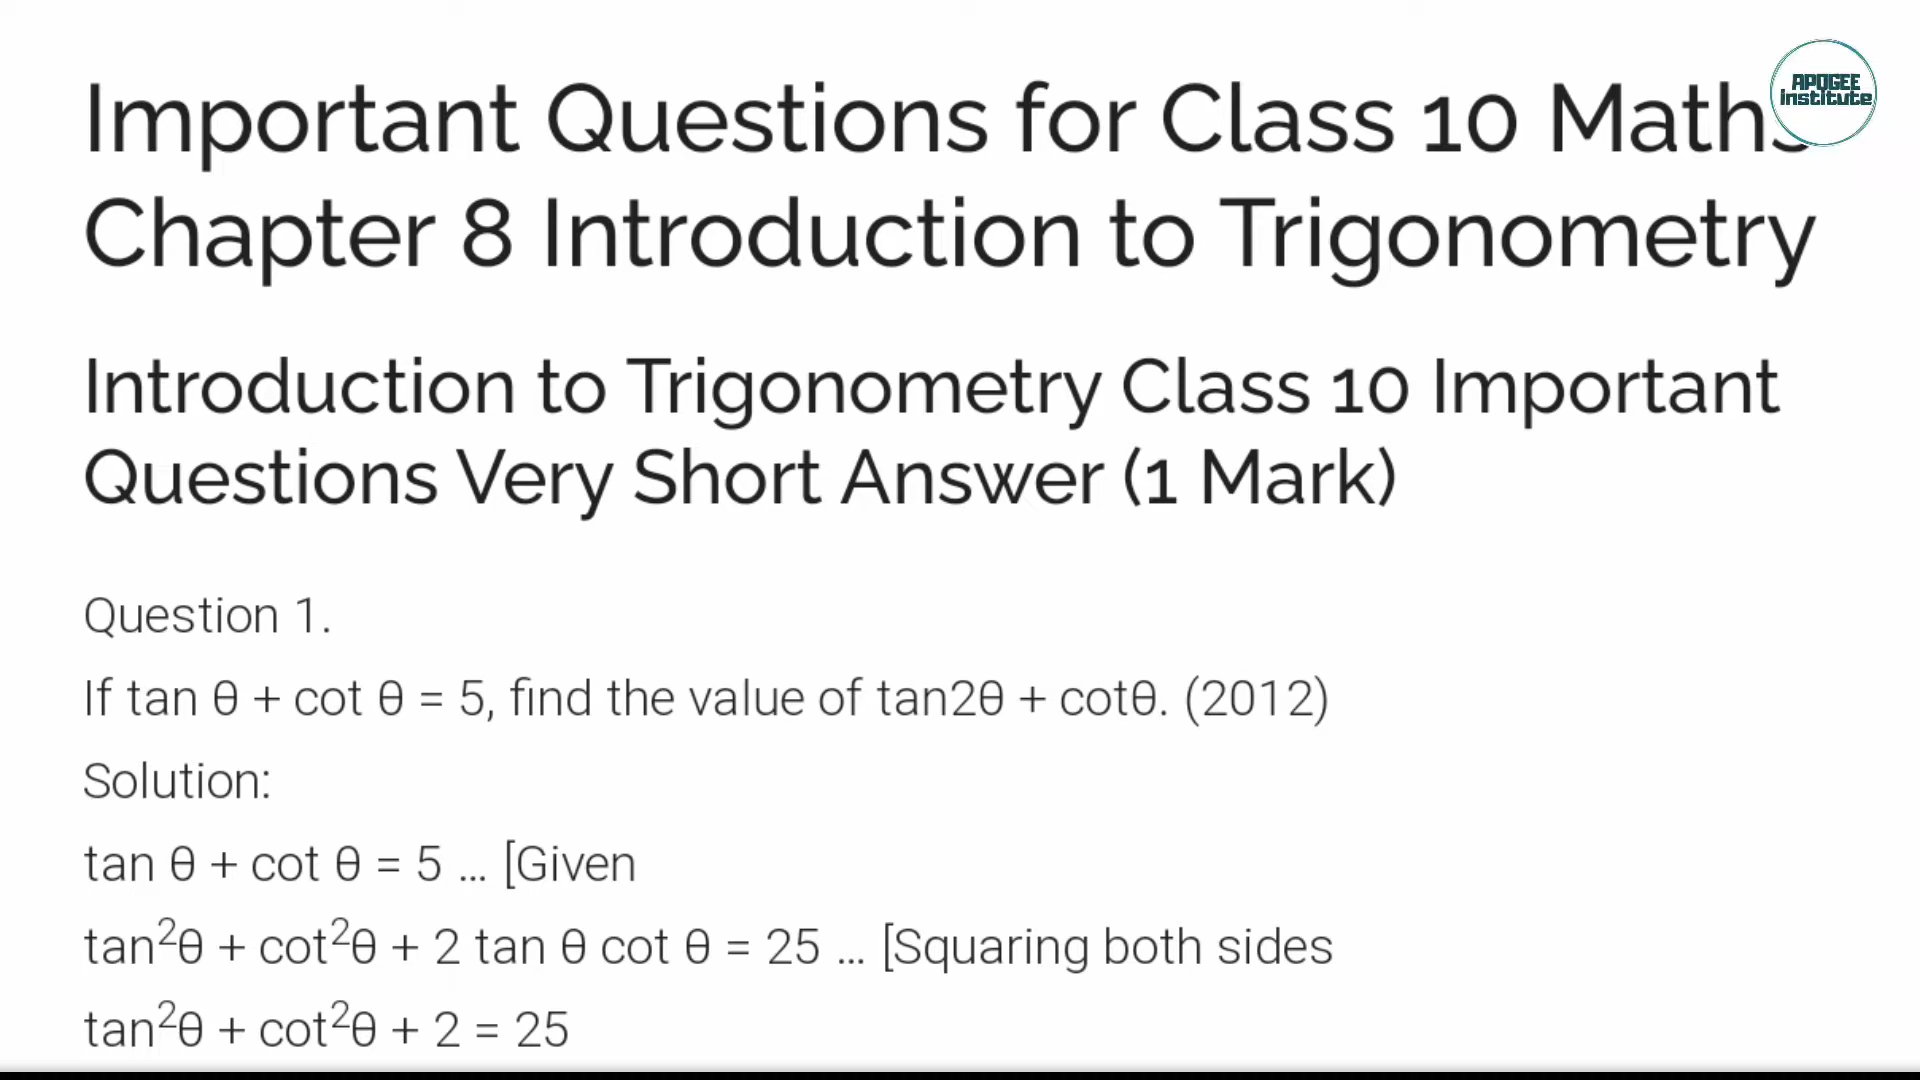 Important Questions for Class 10 Maths
Chapter 8 Introduction to Trigonometry
APOGEE
institute
Introduction to Trigonometry Class 10 Important
Questions Very Short Answer (1 Mark)
Question 1.
If tan θ + cot θ = 5, find the value of tan2θ + cotθ. (2012)
Solution:
tan θ + cot θ = 5 … [Given
tan²θ + cot²θ + 2 tan θ cot θ = 25 … [Squaring both sides
tan²θ + cot²θ + 2 = 25